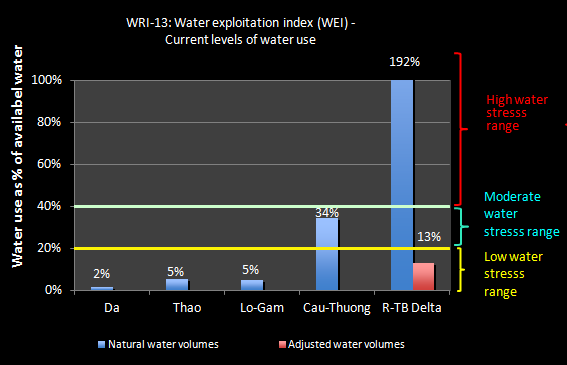 WRI-13: Water exploitation index (WEI) -
Current levels of water use
Water use as % of availabel water
100%
80%
60%
40%
20%
0%
192%
34%
13%
2%
5%
5%
Da
Thao
Lo-Gam
Cau-Thuong
R-TB Delta
High water
stresss
range
Moderate
water
stresss range
Low water
stresss
range
Natural water volumes
Adjusted water volumes